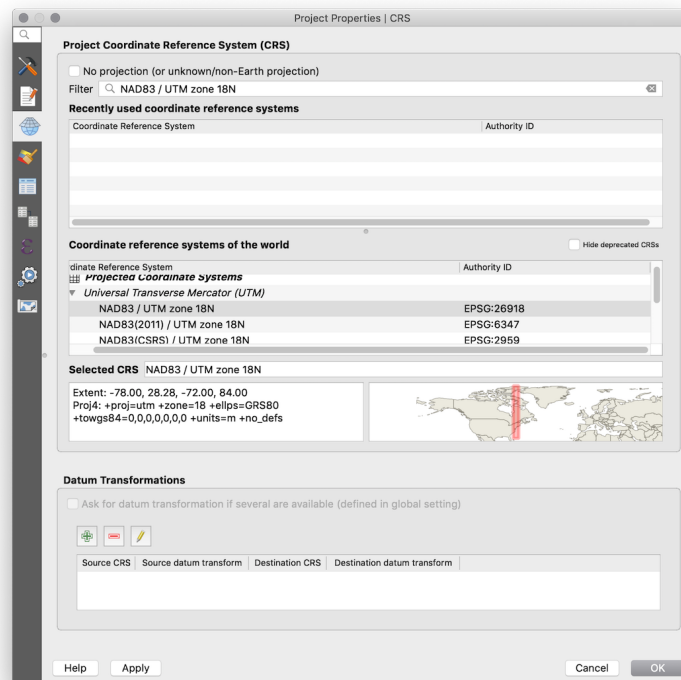 Project Properties | CRS
Project Coordinate Reference System (CRS)
No projection (or unknown/non-Earth projection)
Filter NAD83 / UTM zone 18N
Recently used coordinate reference systems
Coordinate Reference System Authority ID
Coordinate reference systems of the world Hide deprecated CRSs
rdinate Reference System Authority ID
Projected Coordinate Systems
Universal Transverse Mercator (UTM)
NAD83 / UTM zone 18N EPSG:26918
NAD83(2011) / UTM zone 18N EPSG:6347
NAD83(CSRS) / UTM zone 18N EPSG:2959
Selected CRS NAD83 / UTM zone 18N
Extent: -78.00, 28.28, -72.00, 84.00
Proj4: +proj=utm +zone=18 +ellps=GRS80
+towgs84=0,0,0,0,0,0,0 +units=m +no_defs
Datum Transformations
Ask for datum transformation if several are available (defined in global setting)
Source CRS Source datum transform Destination CRS Destination datum transform
Help Apply Cancel OK